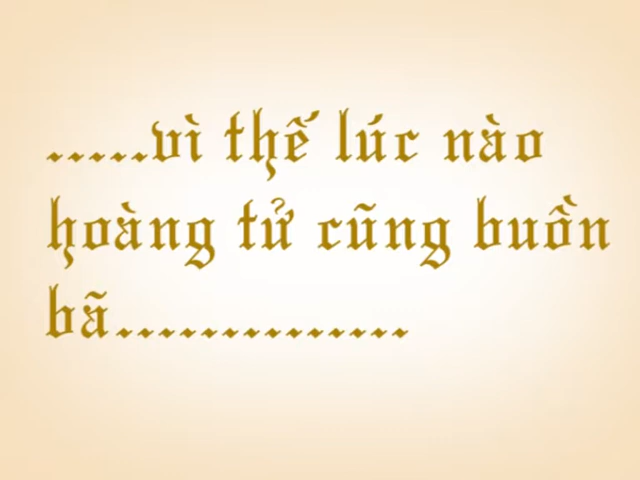 .....vì thế lúc nào
hoàng tử cũng buồn
bã...............